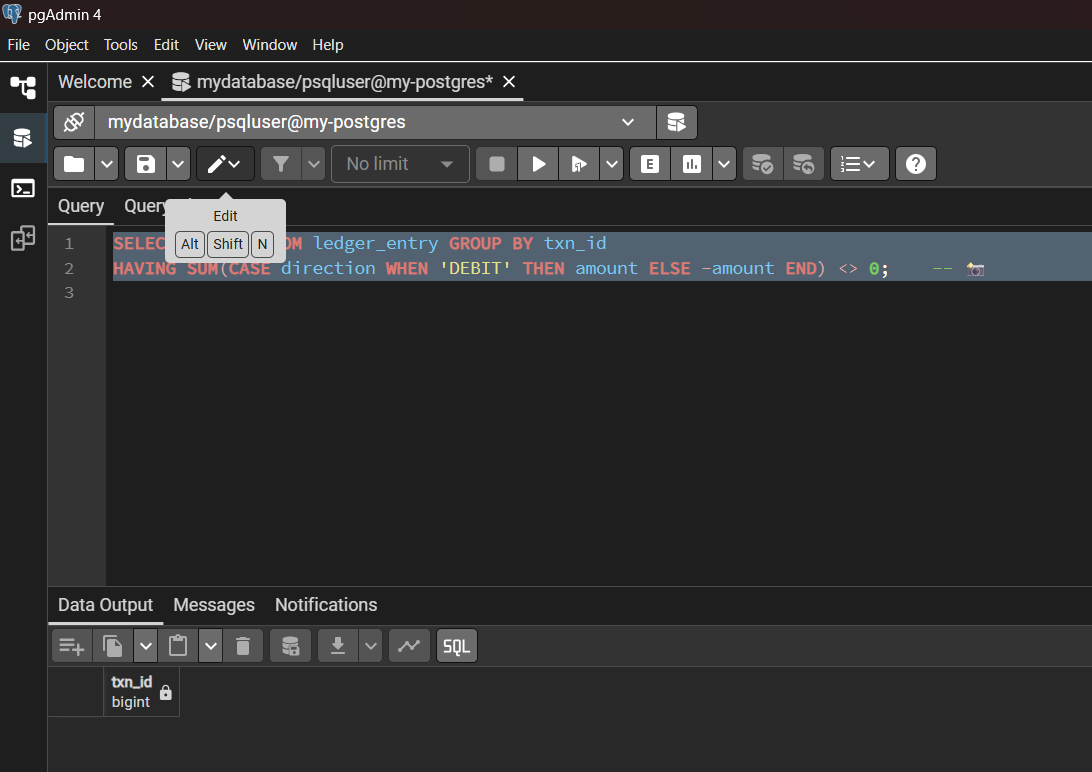 pgAdmin 4
File Object Tools Edit View Window Help
Welcome mydatabase/psqluser@my-postgres*
mydatabase/psqluser@my-postgres
No limit
E
Query Query
Edit
Alt Shift N
1 SELEC OM ledger_entry GROUP BY txn_id
2 HAVING SUM(CASE direction WHEN 'DEBIT' THEN amount ELSE -amount END) <> 0; -- 📸
3
Data Output Messages Notifications
SQL
txn_id
bigint